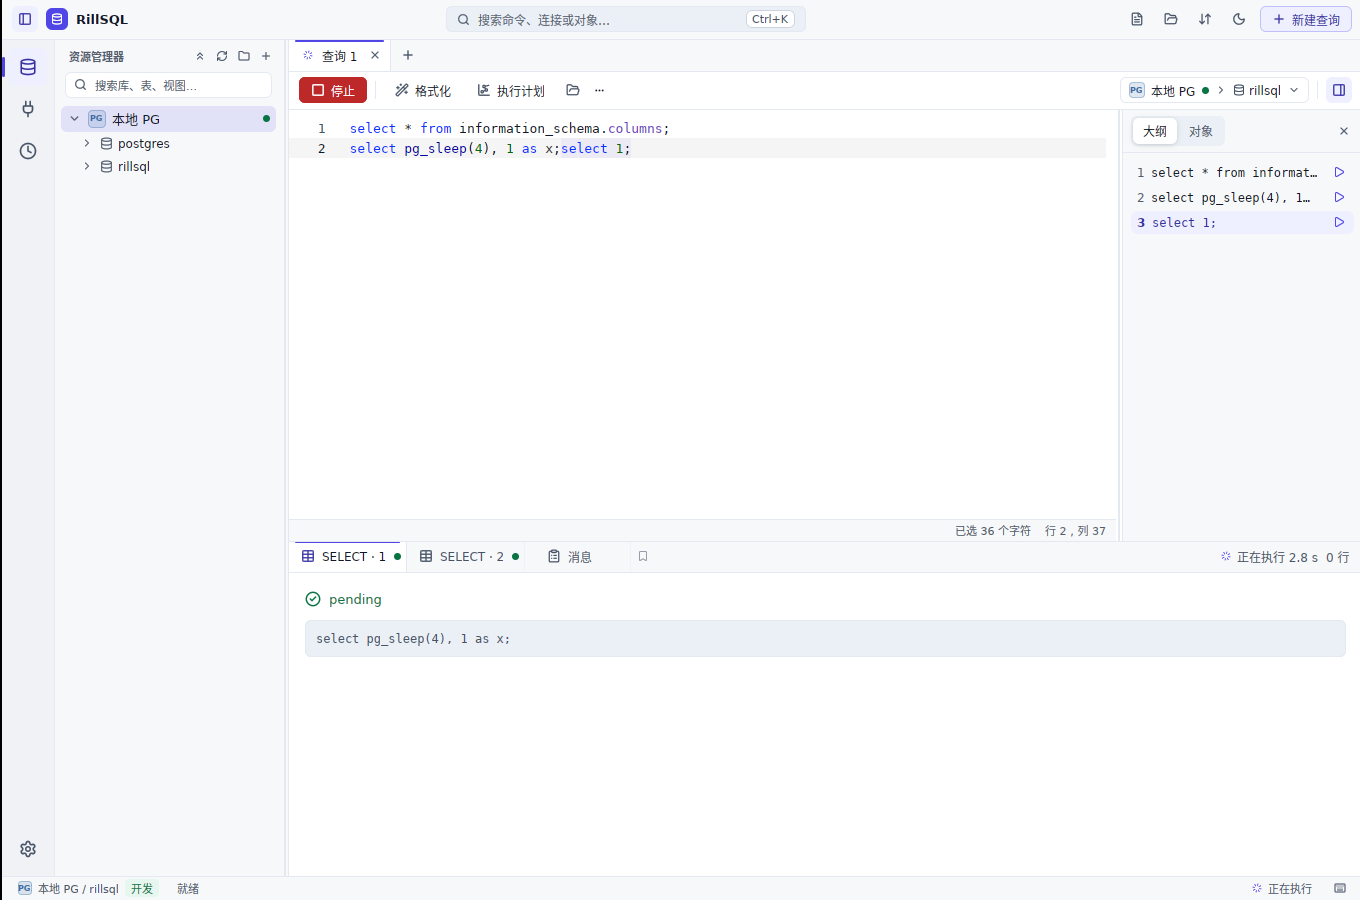 RillSQL
搜索命令、连接或对象...
Ctrl+K
新建查询
资源管理器
搜索库、表、视图...
PG 本地 PG
postgres
rillsql
查询 1
停止
格式化
执行计划
PG 本地 PG
rillsql
1 select * from information_schema.columns;
2 select pg_sleep(4), 1 as x;select 1;
已选 36 个字符 行 2 , 列 37
大纲
对象
1 select * from informat…
2 select pg_sleep(4), 1…
3 select 1;
SELECT · 1
SELECT · 2
消息
正在执行 2.8 s 0 行
pending
select pg_sleep(4), 1 as x;
PG 本地 PG / rillsql
开发
就绪
正在执行